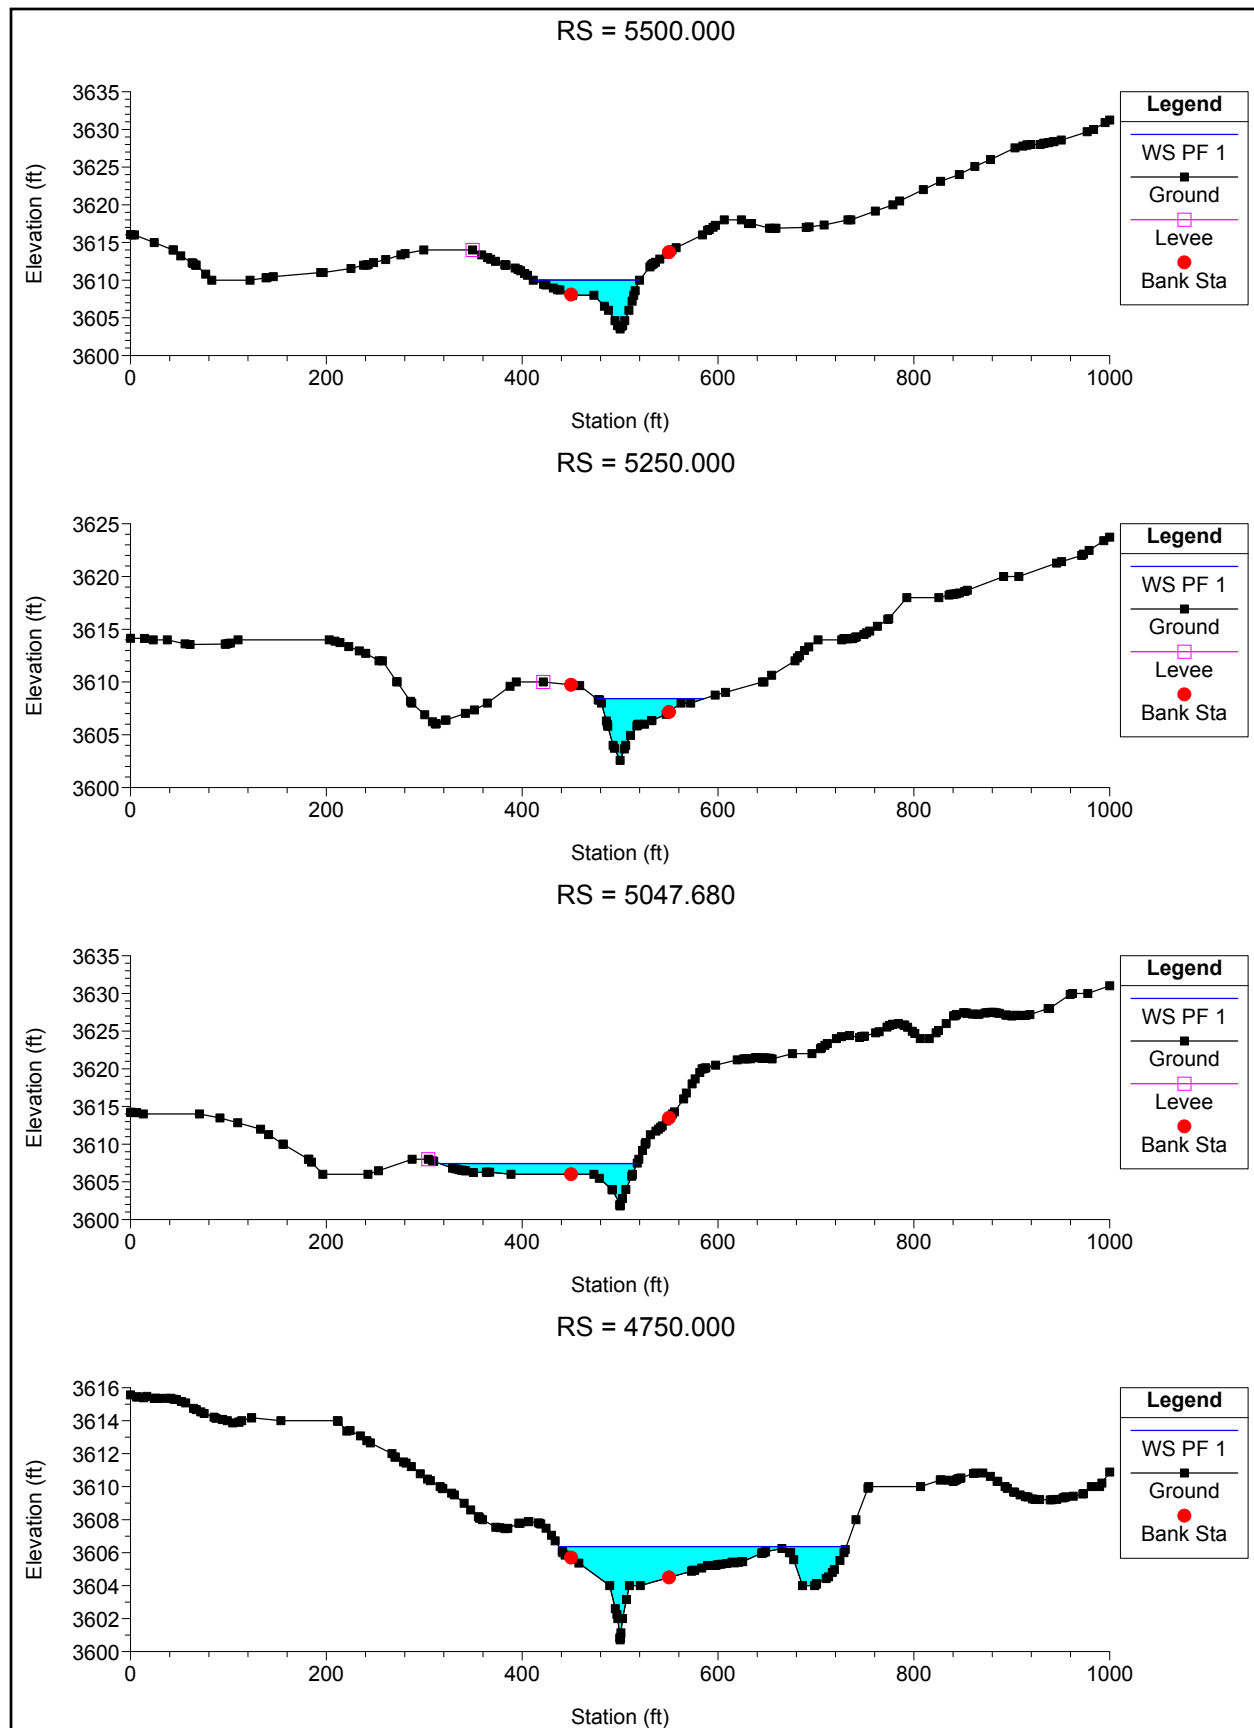 RS = 5500.000
3635
3630
3625
3620
3615
3610
3605
3600
Elevation (ft)
0 200 400 600 800 1000
Station (ft)
Legend
WS PF 1
Ground
Levee
Bank Sta
RS = 5250.000
3625
3620
3615
3610
3605
3600
Elevation (ft)
0 200 400 600 800 1000
Station (ft)
Legend
WS PF 1
Ground
Levee
Bank Sta
RS = 5047.680
3635
3630
3625
3620
3615
3610
3605
3600
Elevation (ft)
0 200 400 600 800 1000
Station (ft)
Legend
WS PF 1
Ground
Levee
Bank Sta
RS = 4750.000
3616
3614
3612
3610
3608
3606
3604
3602
3600
Elevation (ft)
0 200 400 600 800 1000
Station (ft)
Legend
WS PF 1
Ground
Bank Sta